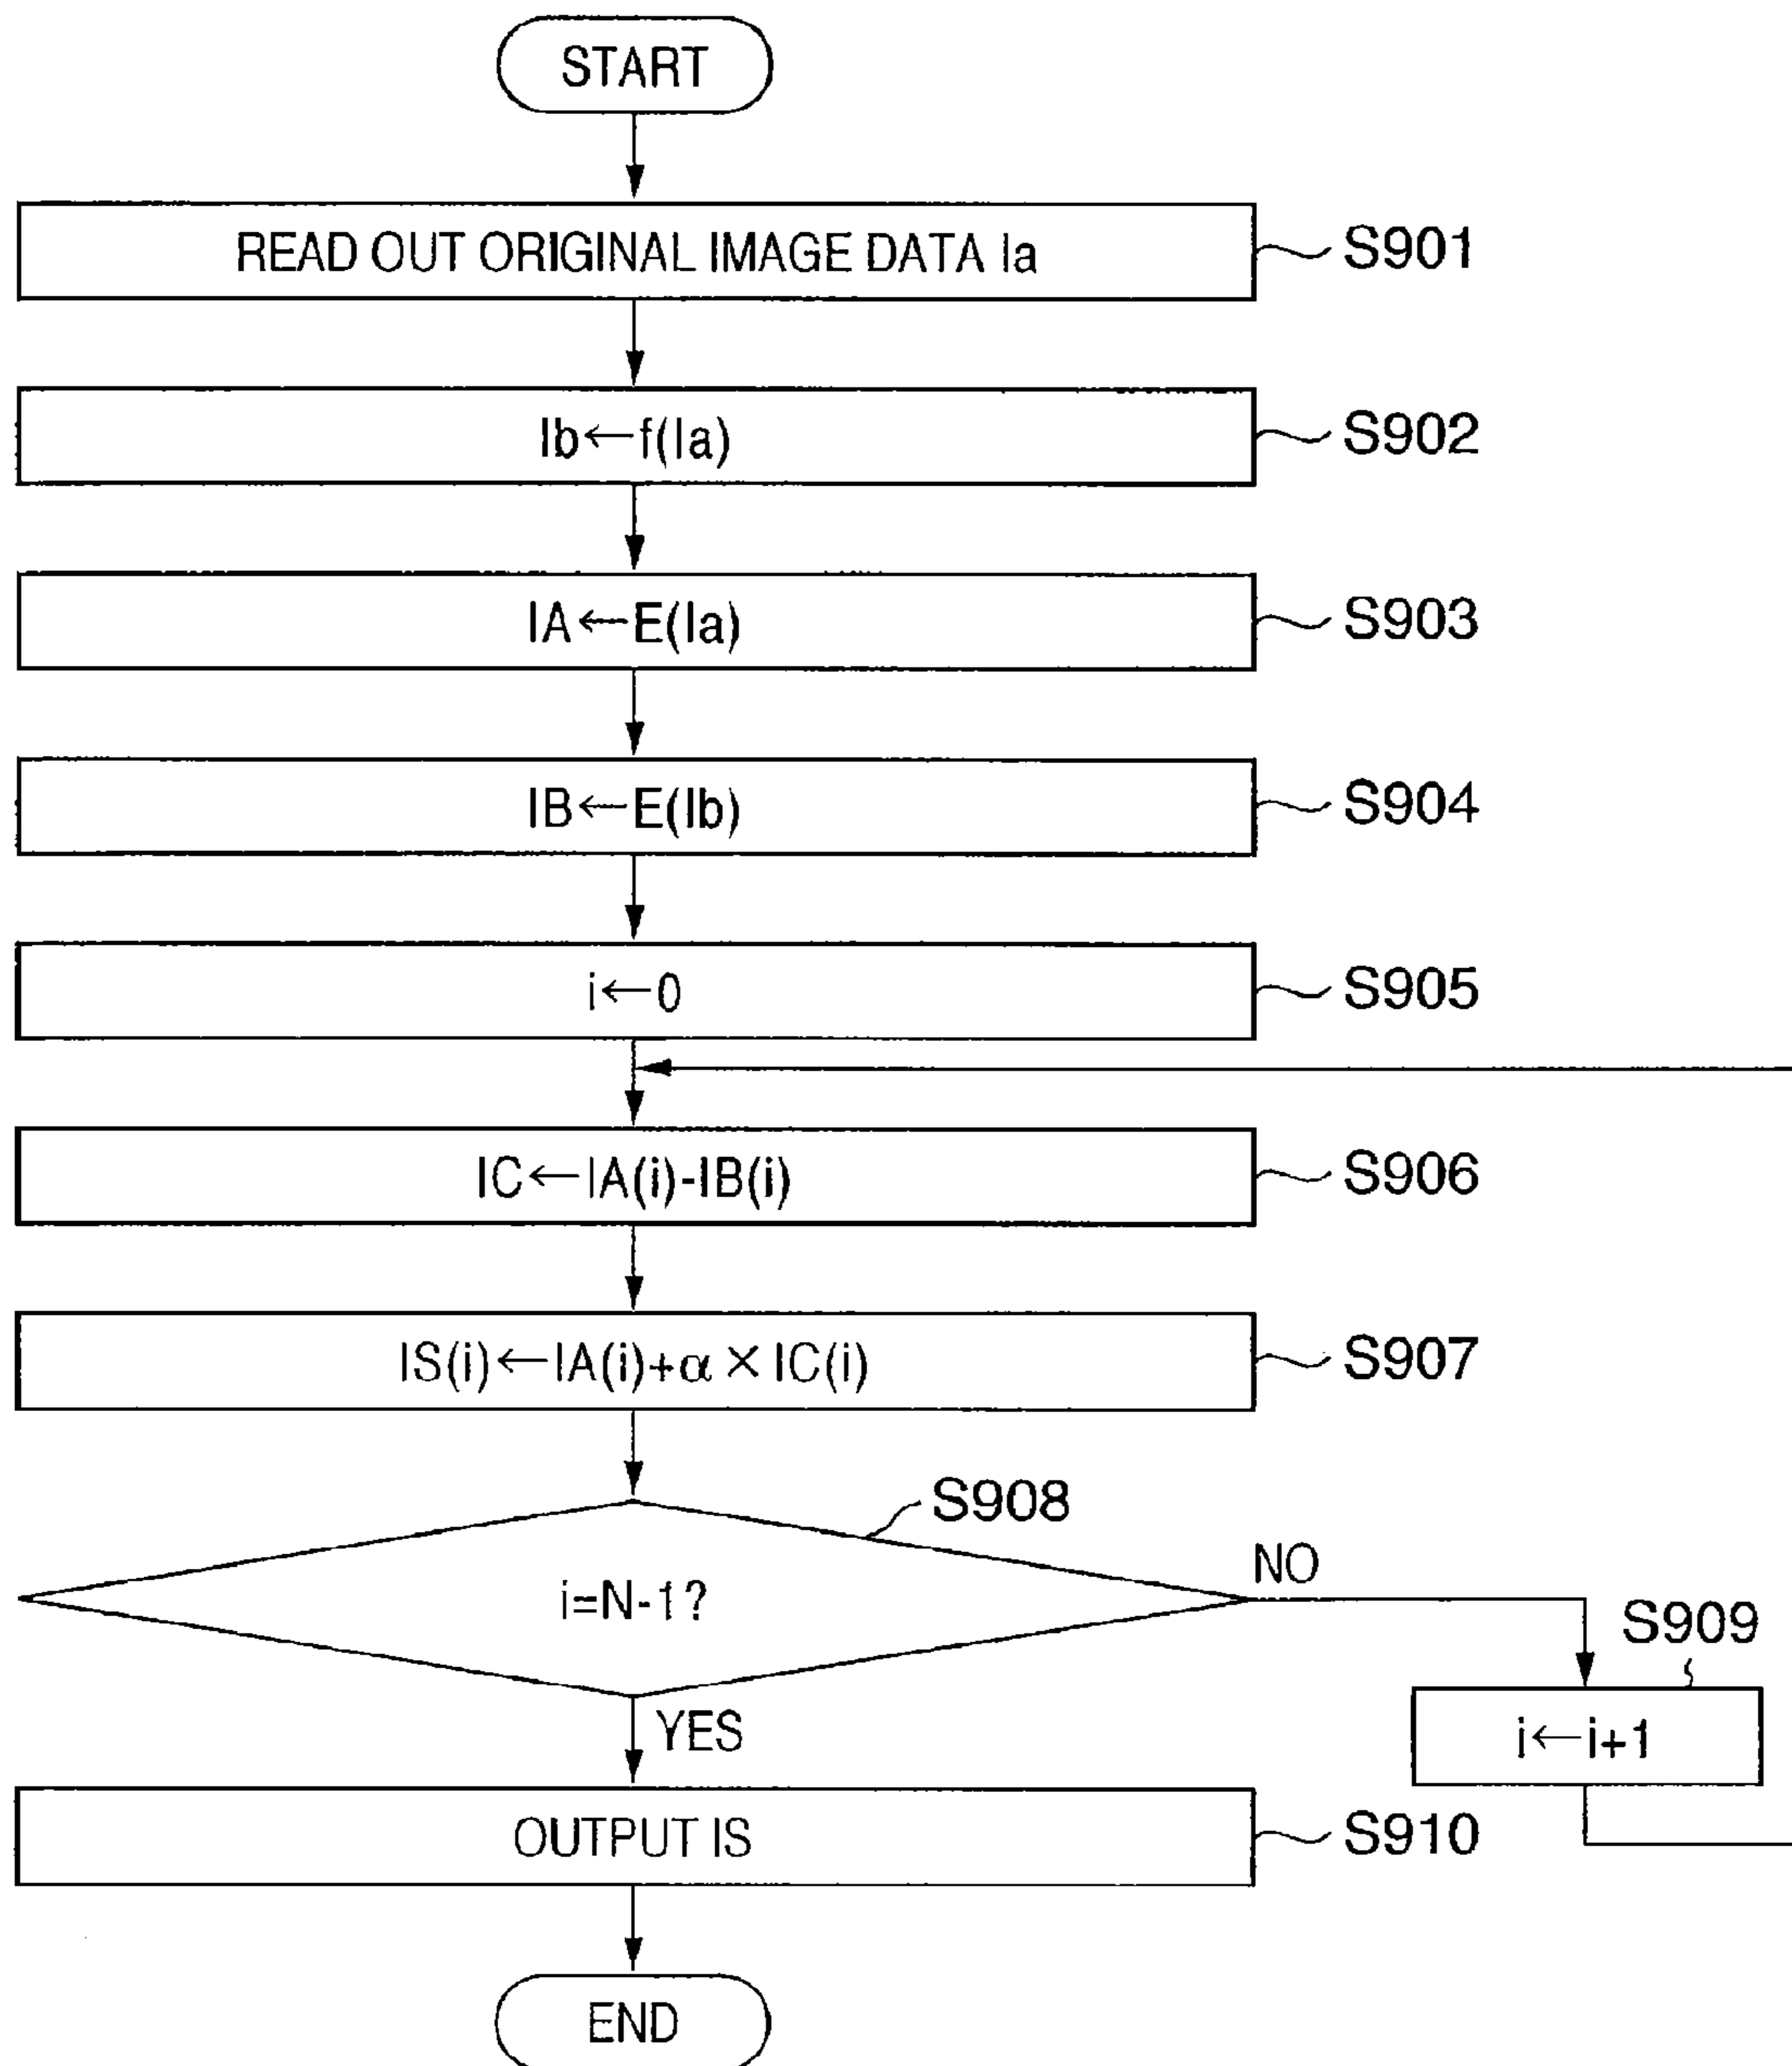 START
READ OUT ORIGINAL IMAGE DATA Ia
S901
Ib←f(Ia)
S902
IA←E(Ia)
S903
IB←E(Ib)
S904
i←0
S905
IC←IA(i)-IB(i)
S906
IS(i)←IA(i)+α×IC(i)
S907
S908
i=N-1?
NO
S909
i←i+1
YES
OUTPUT IS
S910
END